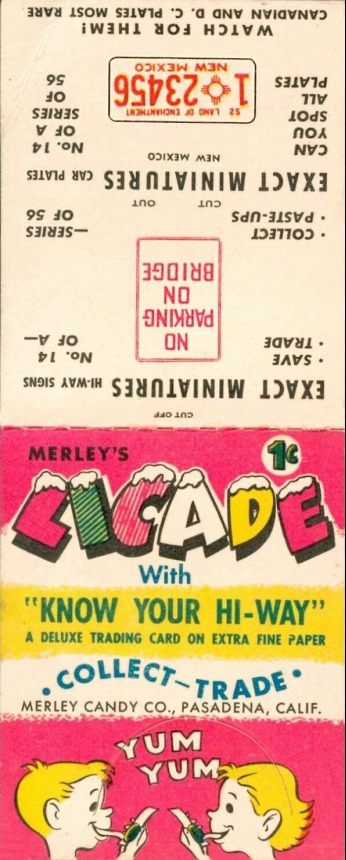 CUT OFF
EXACT MINIATURES HI-WAY SIGNS
• SAVE
• TRADE
No. 14
OF A—
NO
PARKING
ON
BRIDGE
• COLLECT
• PASTE-UPS
—SERIES
OF 56
CUT OUT
EXACT MINIATURES CAR PLATES
NEW MEXICO
CAN
YOU
SPOT
ALL
PLATES
52 LAND OF ENCHANTMENT
1 23456
NEW MEXICO
No. 14
OF A
SERIES
OF
56
WATCH FOR THEM!
CANADIAN AND D. C. PLATES MOST RARE
MERLEY'S
1¢
LICADE
With
"KNOW YOUR HI-WAY"
A DELUXE TRADING CARD ON EXTRA FINE PAPER
• COLLECT—TRADE •
MERLEY CANDY CO., PASADENA, CALIF.
YUM
YUM